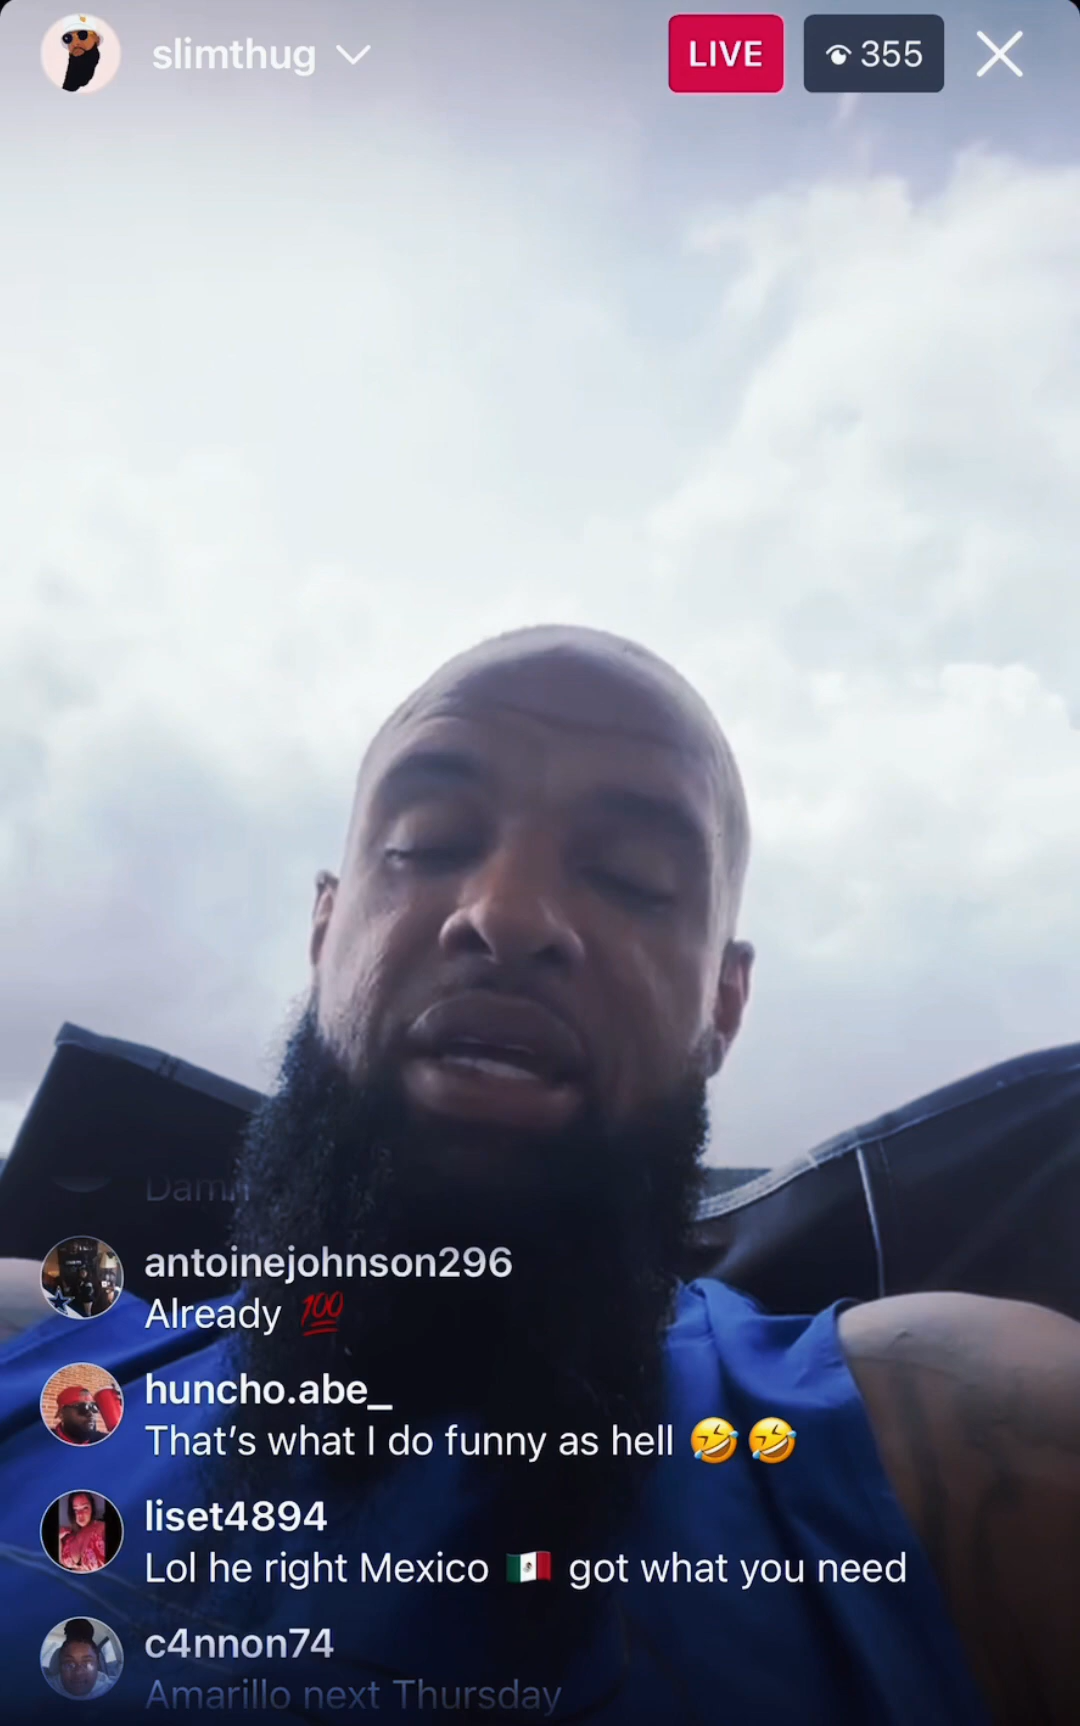 slimthug
LIVE
355
Damn
antoinejohnson296
Already 💯
huncho.abe_
That's what I do funny as hell 🤣🤣
liset4894
Lol he right Mexico 🇲🇽 got what you need
c4nnon74
Amarillo next Thursday